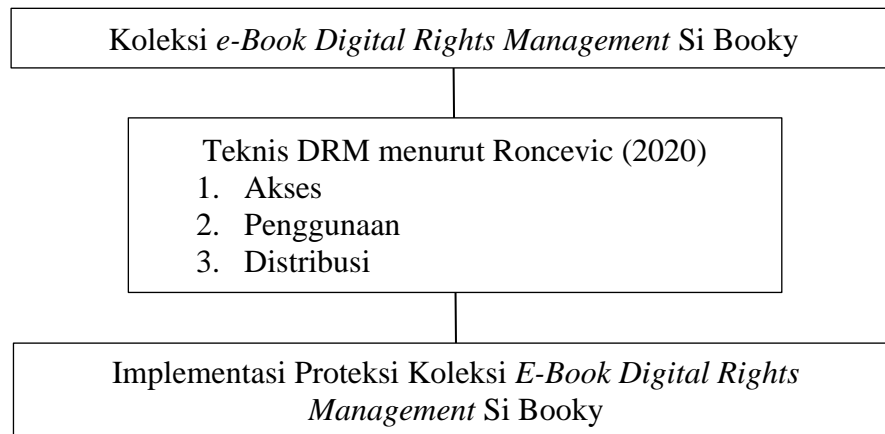 Koleksi e-Book Digital Rights Management Si Booky
Teknis DRM menurut Roncevic (2020)
1. Akses
2. Penggunaan
3. Distribusi
Implementasi Proteksi Koleksi E-Book Digital Rights
Management Si Booky